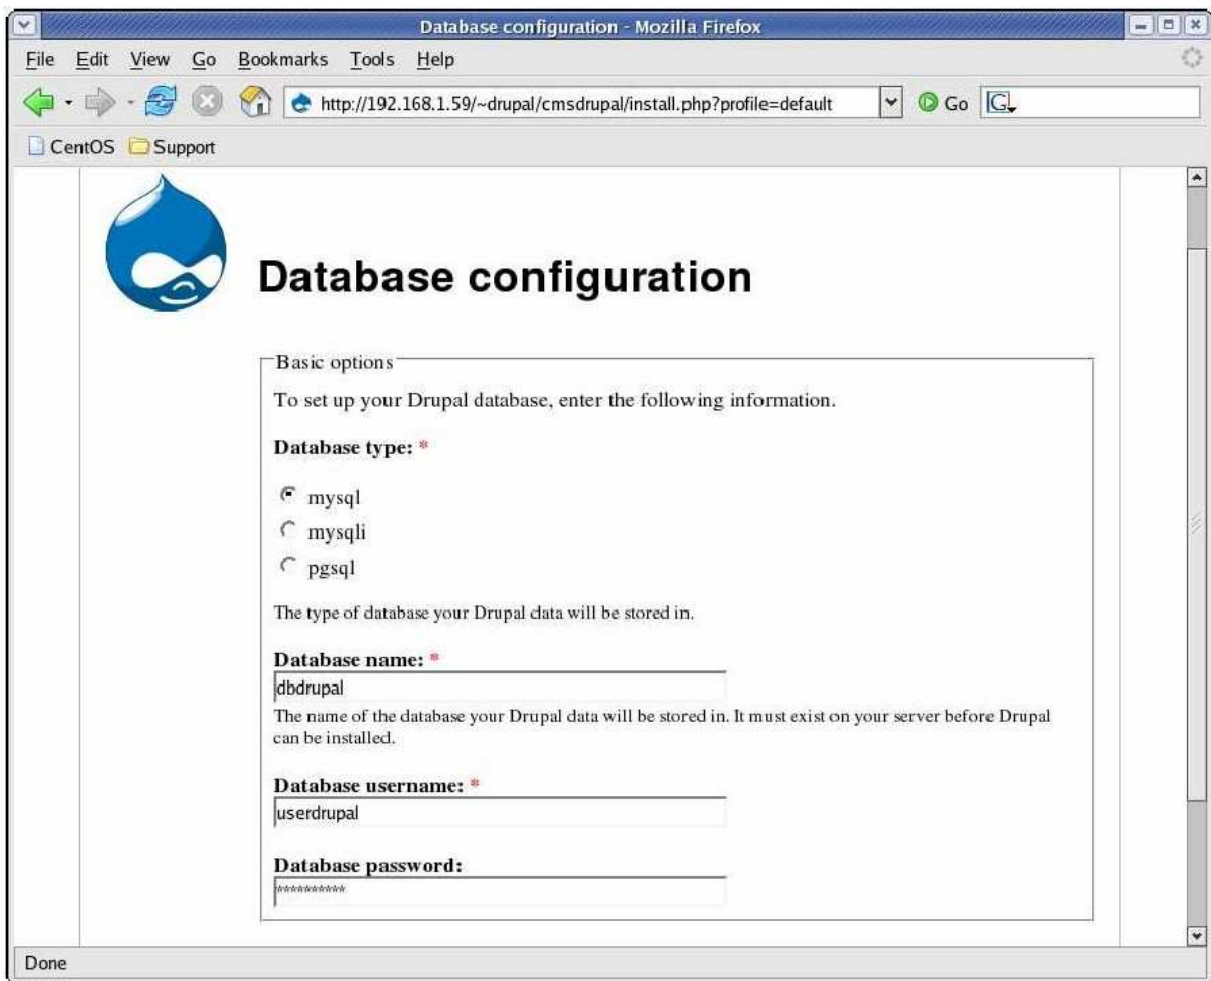 Database configuration - Mozilla Firefox
File Edit View Go Bookmarks Tools Help
http://192.168.1.59/~drupal/cmsdrupal/install.php?profile=default Go G
CentOS Support
Database configuration
Basic options
To set up your Drupal database, enter the following information.
Database type: *
mysql
mysqli
pgsql
The type of database your Drupal data will be stored in.
Database name: *
dbdrupal
The name of the database your Drupal data will be stored in. It must exist on your server before Drupal
can be installed.
Database username: *
userdrupal
Database password:
**********
Done